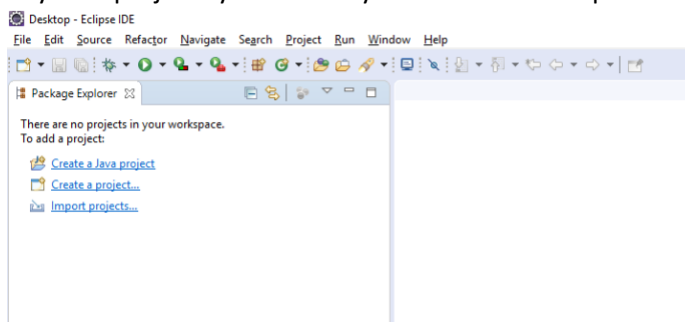 Desktop - Eclipse IDE
File Edit Source Refactor Navigate Search Project Run Window Help
Package Explorer
There are no projects in your workspace.
To add a project:
Create a Java project
Create a project...
Import projects...